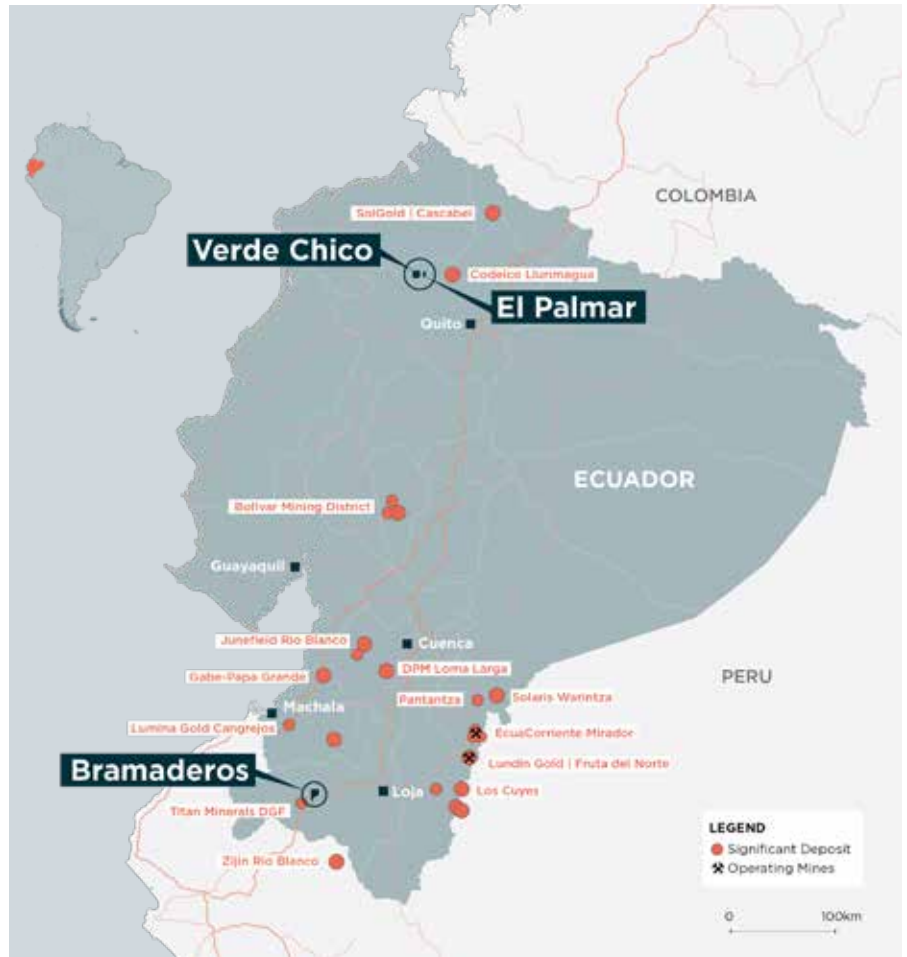 COLOMBIA
SolGold | Cascabel
Verde Chico
Codelco Llurimagua
El Palmar
Quito
ECUADOR
Bolivar Mining District
Guayaquil
Junefield Rio Blanco
Cuenca
DPM Loma Larga
Gabe-Papa Grande
PERU
Pantantza
Solaris Warintza
Machala
Lumina Gold Cangrejos
EcuaCorriente Mirador
Lundin Gold | Fruta del Norte
Bramaderos
Loja
Los Cuyes
Titan Minerals DGF
Zijin Rio Blanco
LEGEND
Significant Deposit
Operating Mines
0 100km